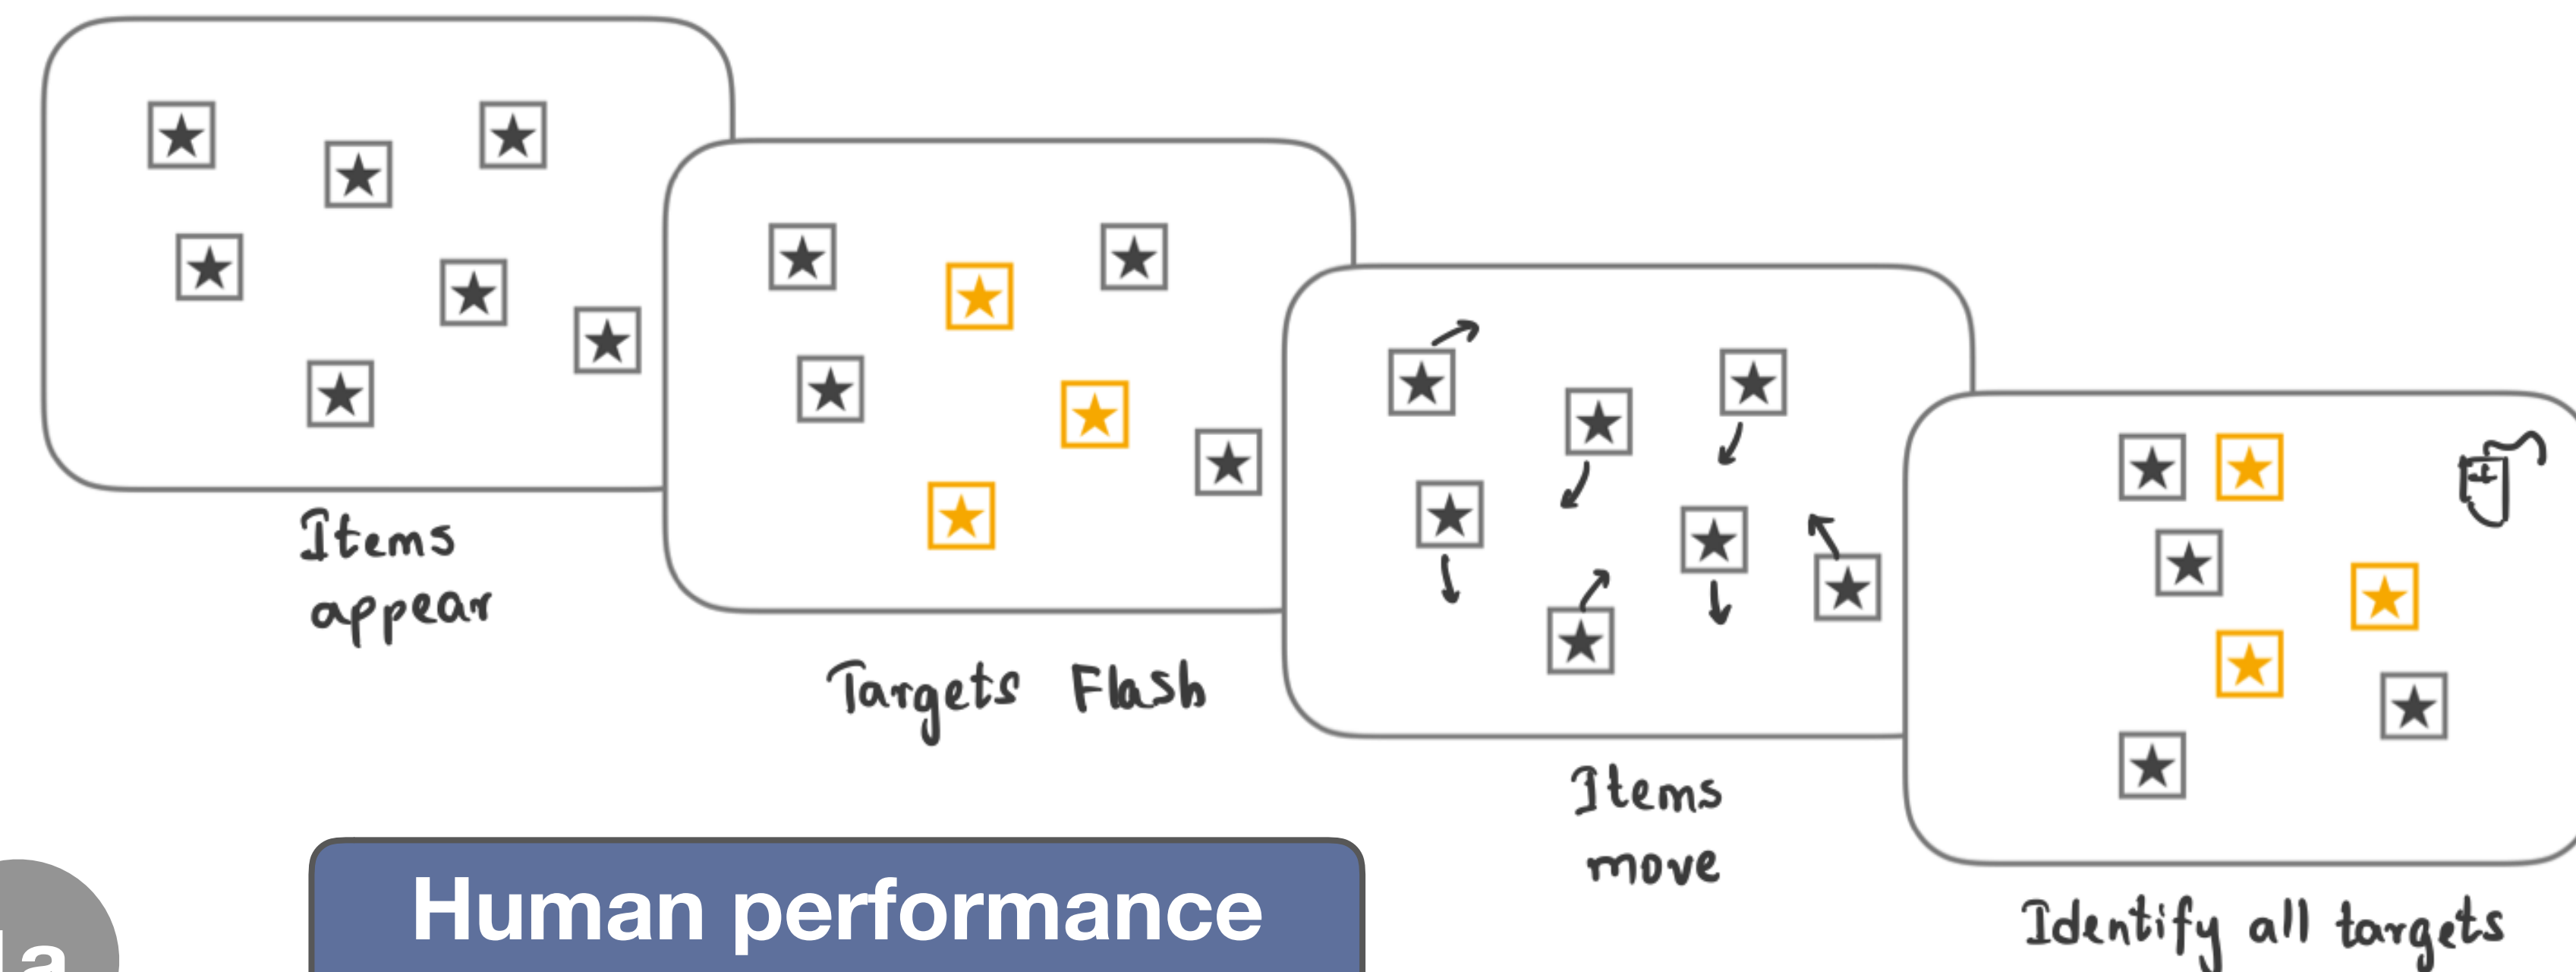 Items
appear
Targets Flash
Items
move
Identify all targets
Human performance